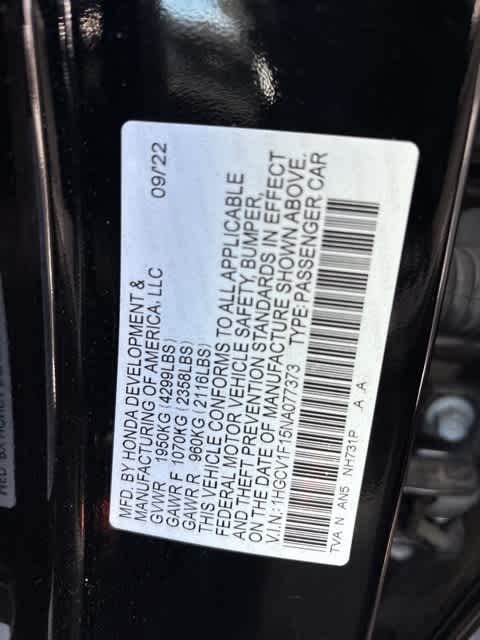 MFD. BY HONDA DEVELOPMENT &
MANUFACTURING OF AMERICA, LLC 09/22
GVWR 1950KG (4299LBS)
GAWR F 1070KG (2358LBS)
GAWR R 960KG (2116LBS)
THIS VEHICLE CONFORMS TO ALL APPLICABLE
FEDERAL MOTOR VEHICLE SAFETY, BUMPER,
AND THEFT PREVENTION STANDARDS IN EFFECT
ON THE DATE OF MANUFACTURE SHOWN ABOVE.
V.I.N.: 1HGCV1F15NA077373 TYPE:PASSENGER CAR
TVA N AN5 NH731P A A